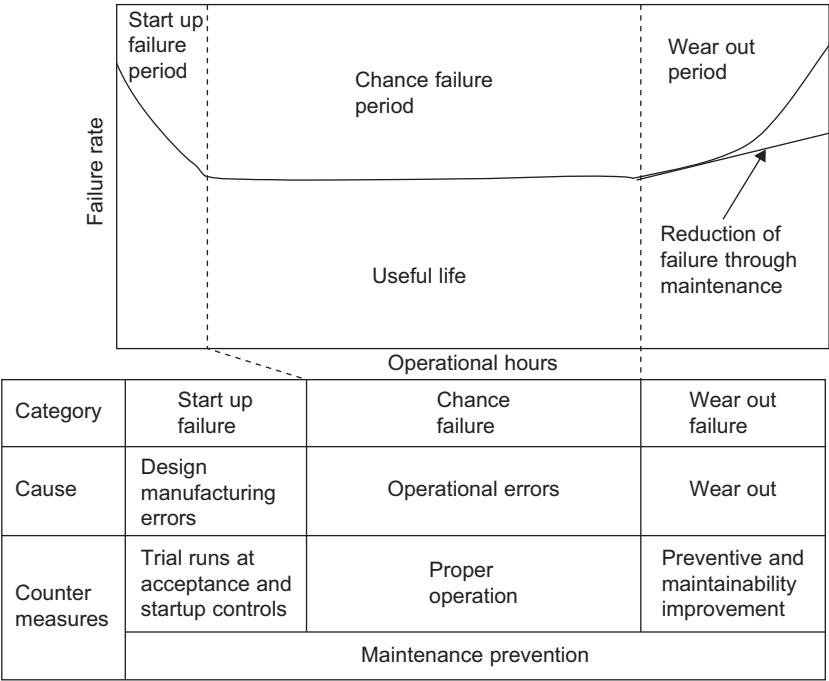 Start up
failure
period
Chance failure
period
Wear out
period
Failure rate
Reduction of
failure through
maintenance
Useful life
Operational hours
Category
Start up
failure
Chance
failure
Wear out
failure
Cause
Design
manufacturing
errors
Operational errors
Wear out
Counter
measures
Trial runs at
acceptance and
startup controls
Proper
operation
Preventive and
maintainability
improvement
Maintenance prevention